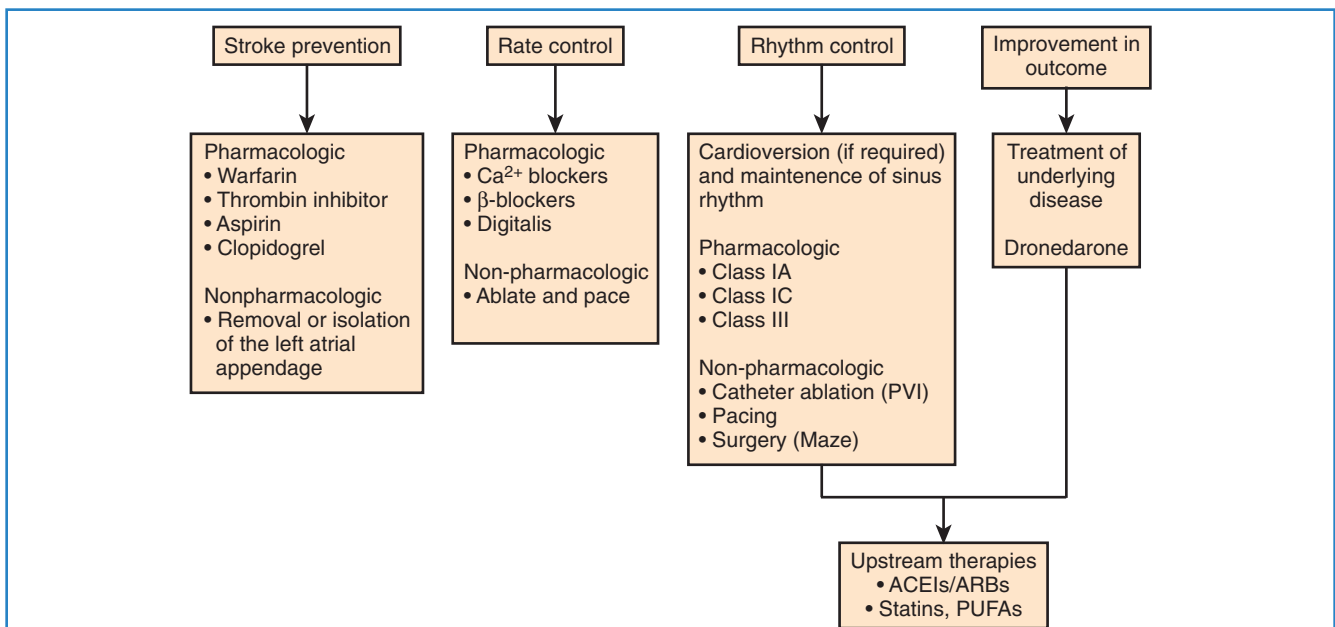 Stroke prevention
Pharmacologic
• Warfarin
• Thrombin inhibitor
• Aspirin
• Clopidogrel
Nonpharmacologic
• Removal or isolation
of the left atrial
appendage
Rate control
Pharmacologic
• Ca²⁺ blockers
• β-blockers
• Digitalis
Non-pharmacologic
• Ablate and pace
Rhythm control
Cardioversion (if required)
and maintenence of sinus
rhythm
Pharmacologic
• Class IA
• Class IC
• Class III
Non-pharmacologic
• Catheter ablation (PVI)
• Pacing
• Surgery (Maze)
Improvement in
outcome
Treatment of
underlying
disease
Dronedarone
Upstream therapies
• ACEIs/ARBs
• Statins, PUFAs